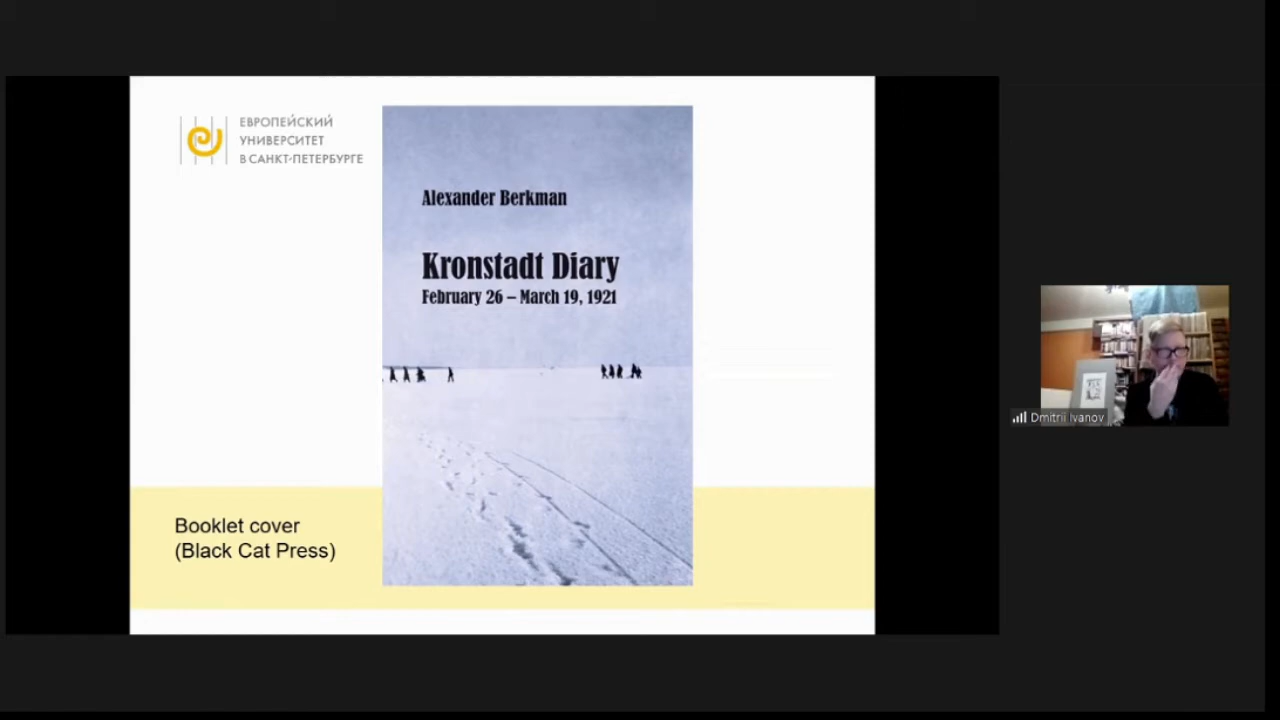 ЕВРОПЕЙСКИЙ
УНИВЕРСИТЕТ
В САНКТ-ПЕТЕРБУРГЕ
Alexander Berkman
Kronstadt Diary
February 26 – March 19, 1921
Booklet cover
(Black Cat Press)
Dmitrii Ivanov